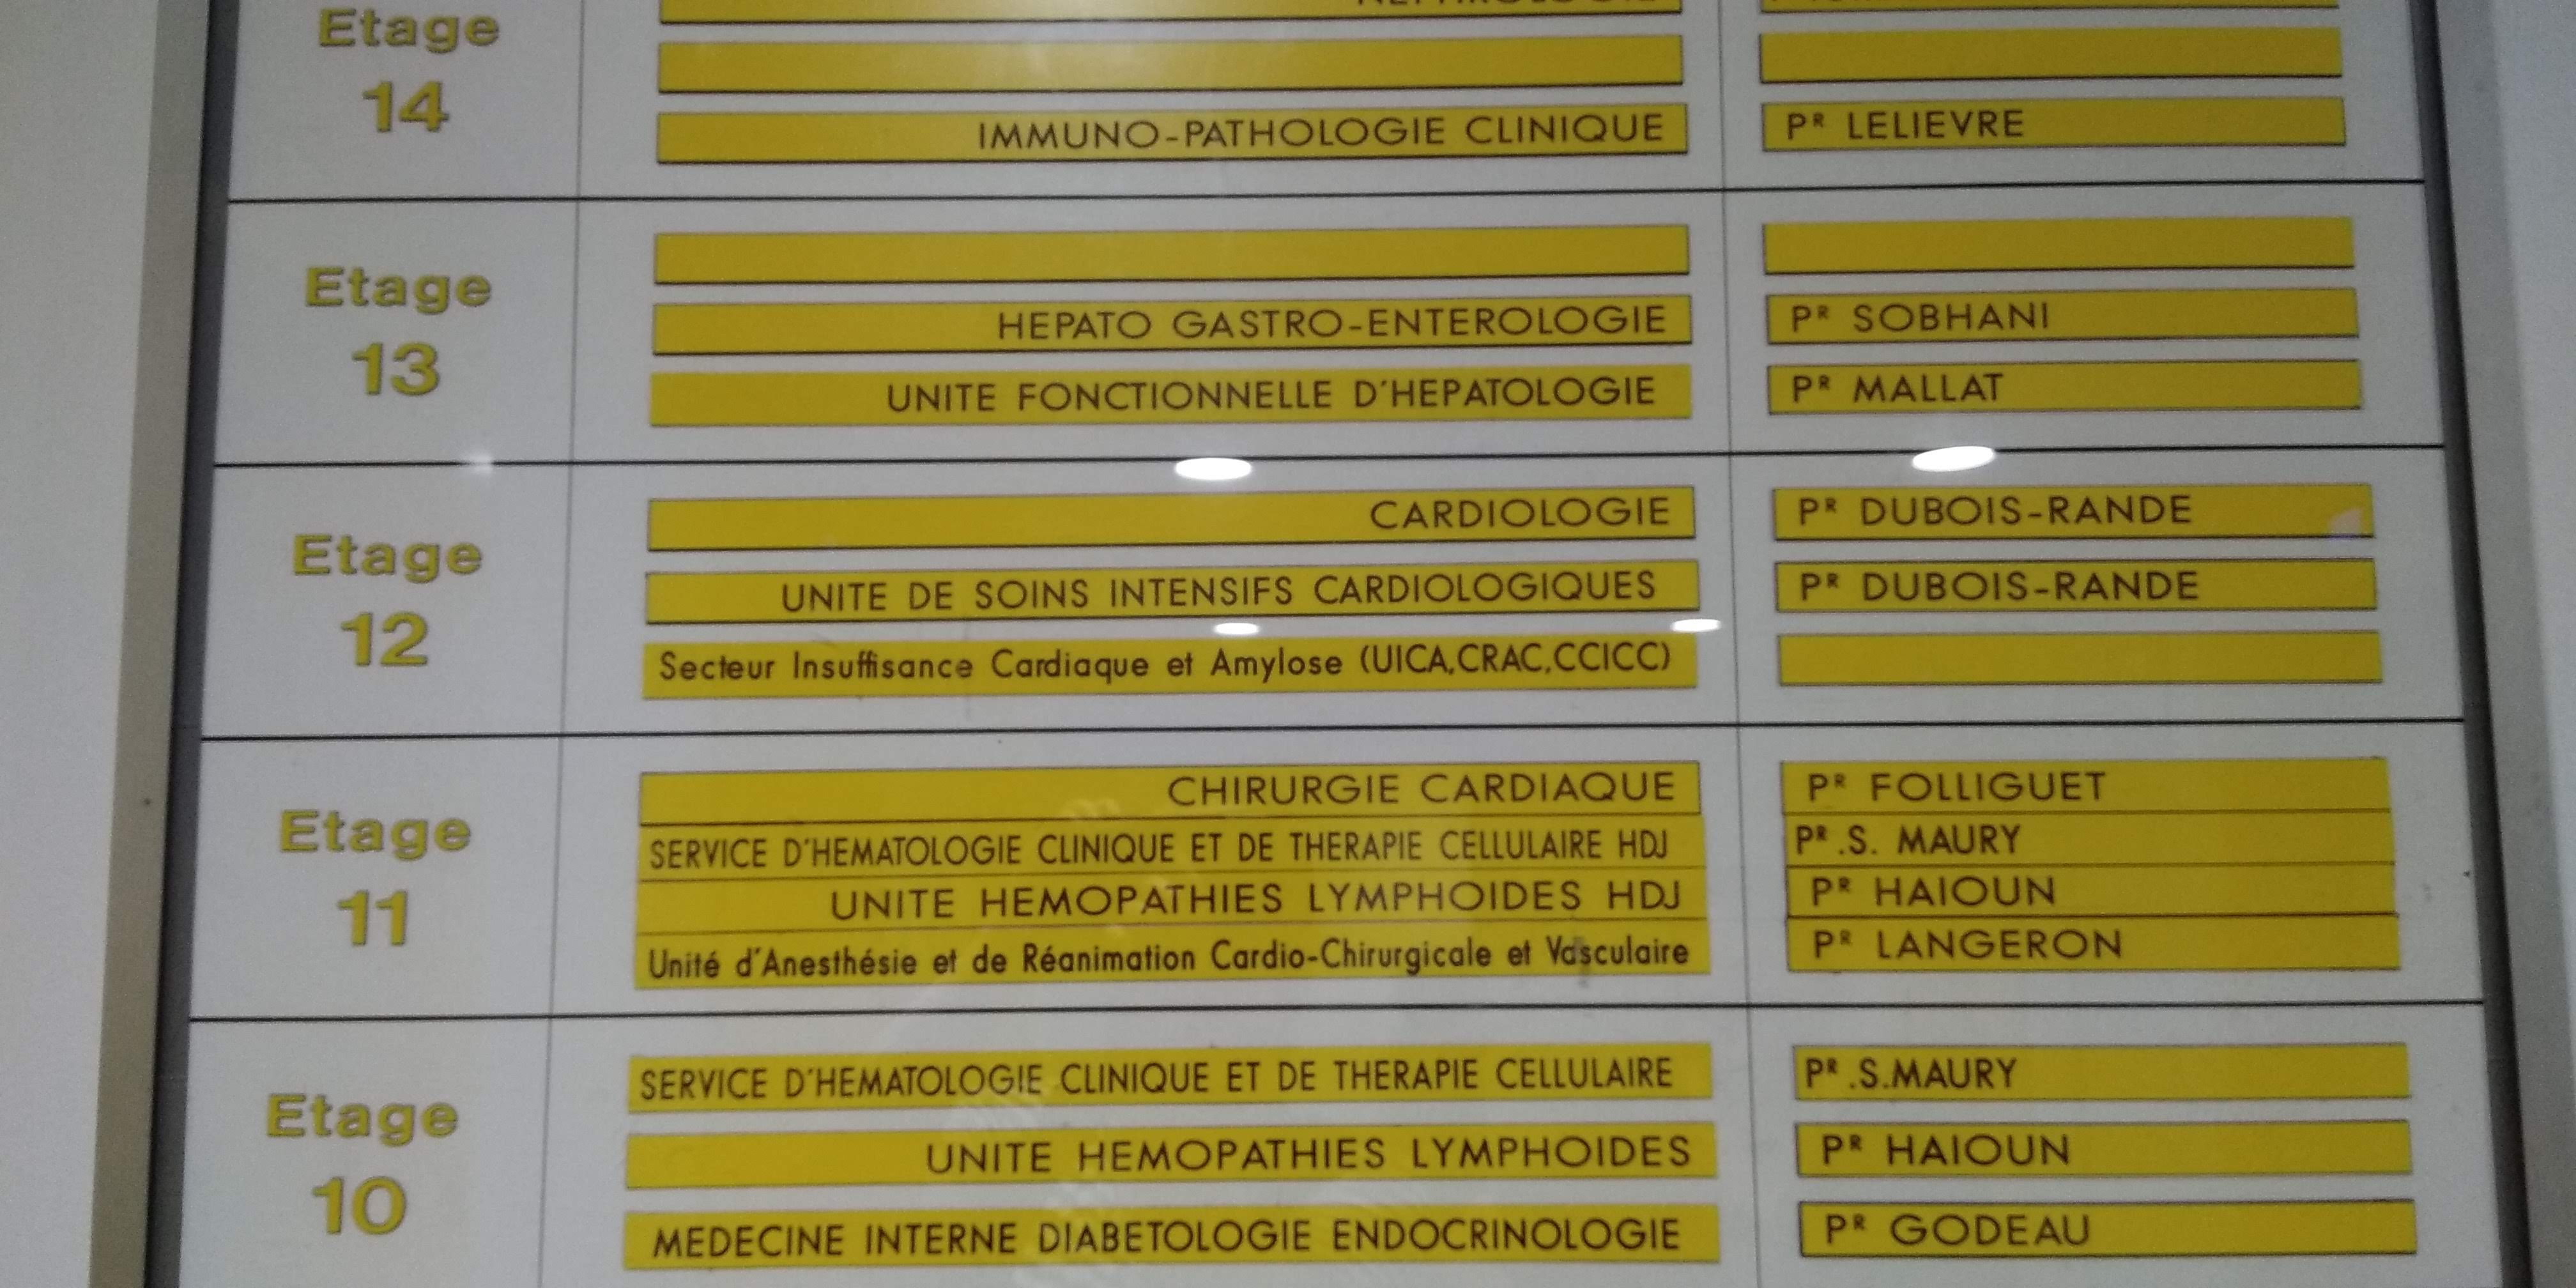 Etage
14
NEPHROLOGIE
IMMUNO-PATHOLOGIE CLINIQUE
PR LELIEVRE
Etage
13
HEPATO GASTRO-ENTEROLOGIE
PR SOBHANI
UNITE FONCTIONNELLE D'HEPATOLOGIE
PR MALLAT
Etage
12
CARDIOLOGIE
PR DUBOIS-RANDE
UNITE DE SOINS INTENSIFS CARDIOLOGIQUES
PR DUBOIS-RANDE
Secteur Insuffisance Cardiaque et Amylose (UICA,CRAC,CCICC)
Etage
11
CHIRURGIE CARDIAQUE
PR FOLLIGUET
SERVICE D'HEMATOLOGIE CLINIQUE ET DE THERAPIE CELLULAIRE HDJ
PR.S. MAURY
UNITE HEMOPATHIES LYMPHOIDES HDJ
PR HAIOUN
Unité d'Anesthésie et de Réanimation Cardio-Chirurgicale et Vasculaire
PR LANGERON
Etage
10
SERVICE D'HEMATOLOGIE CLINIQUE ET DE THERAPIE CELLULAIRE
PR.S.MAURY
UNITE HEMOPATHIES LYMPHOIDES
PR HAIOUN
MEDECINE INTERNE DIABETOLOGIE ENDOCRINOLOGIE
PR GODEAU